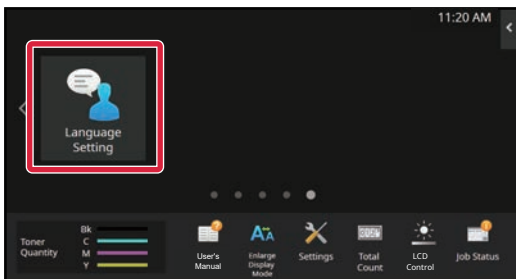 11:20 AM
Language
Setting
Toner
Quantity
Bk
C
M
Y
User's
Manual
Enlarge
Display
Mode
Settings
Total
Count
LCD
Control
Job Status